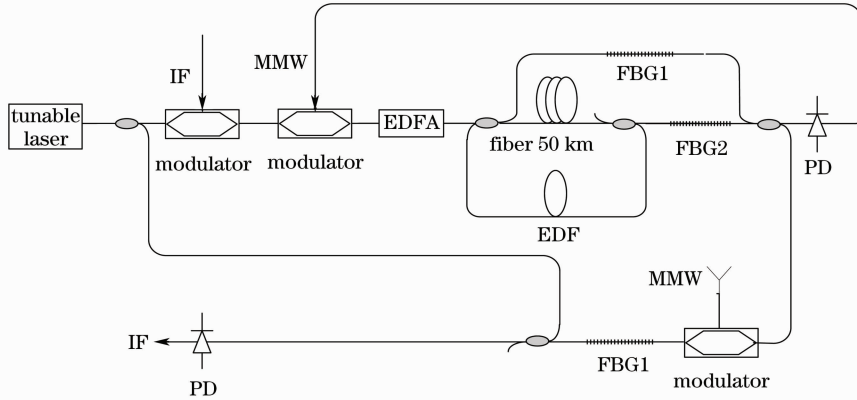 IF
MMW
FBG1
tunable
laser
EDFA
modulator
modulator
fiber 50 km
FBG2
PD
EDF
MMW
IF
PD
FBG1
modulator